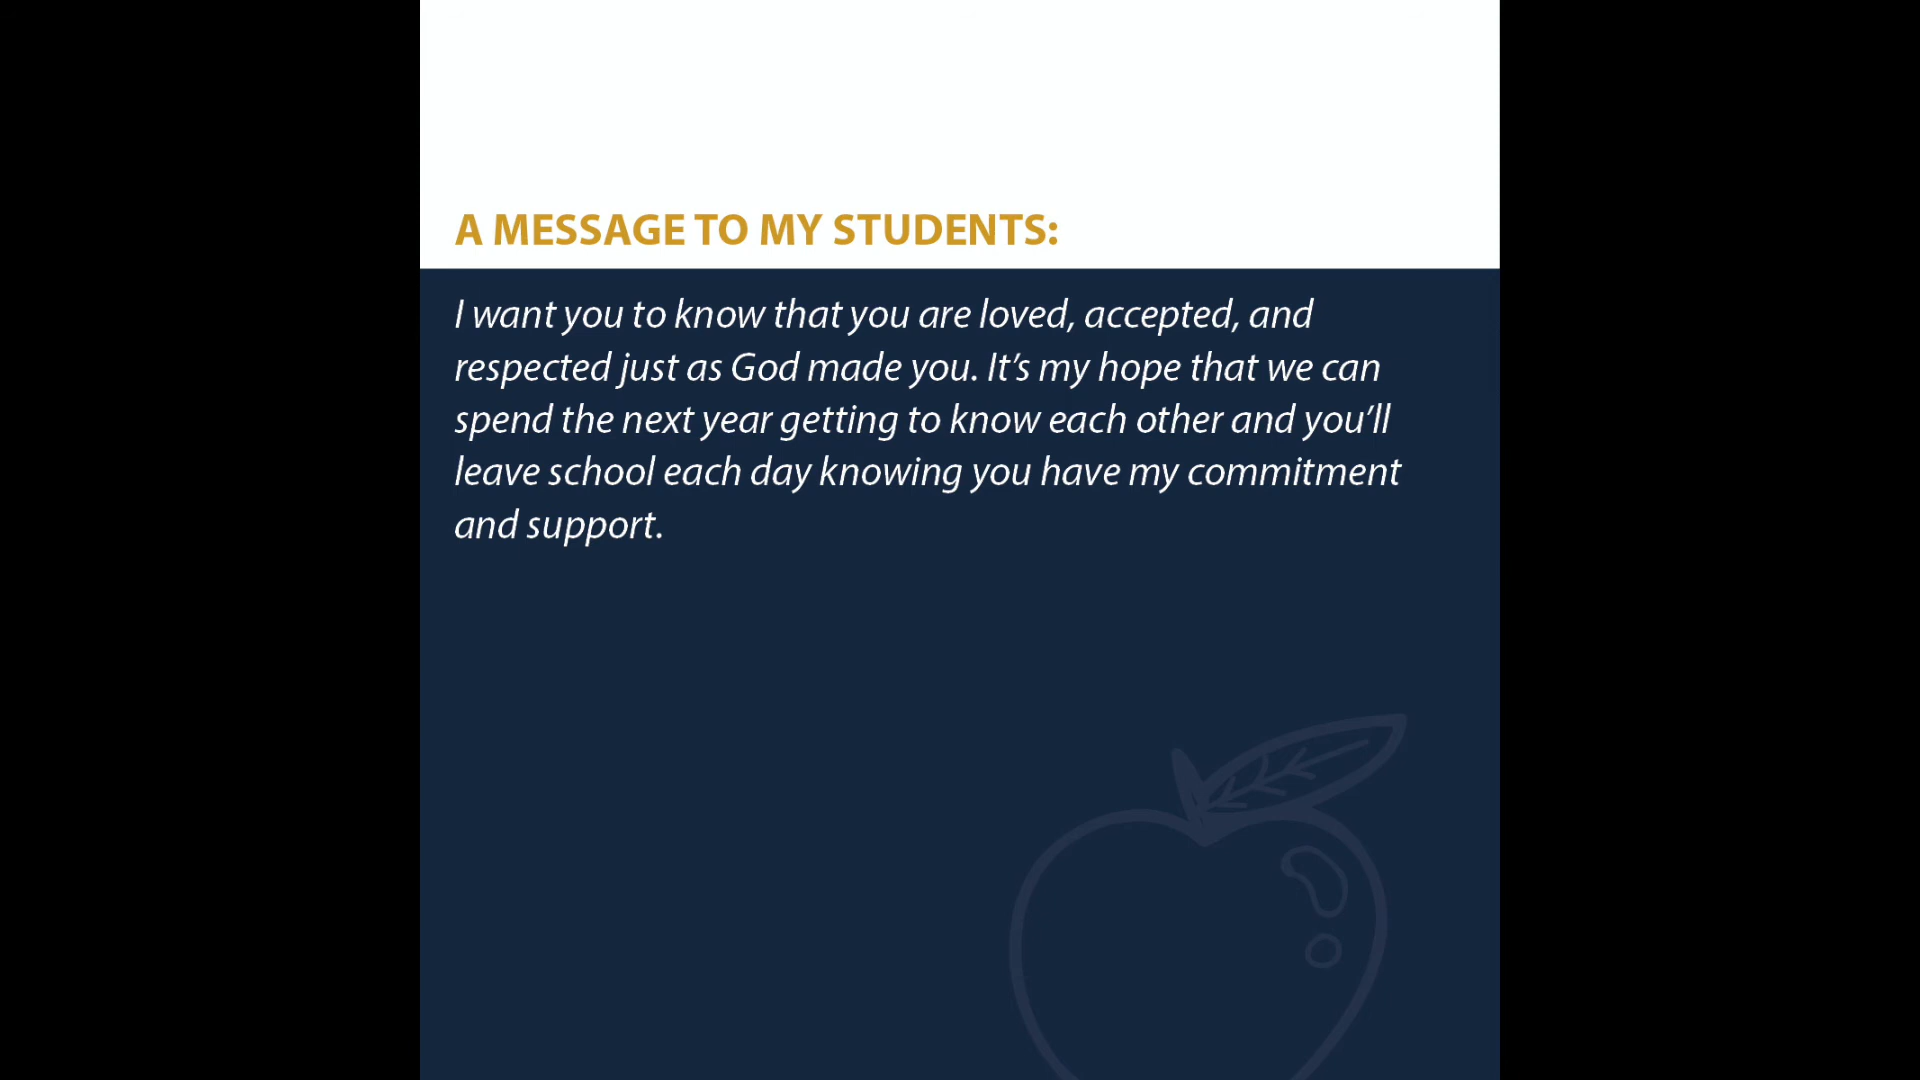 A MESSAGE TO MY STUDENTS:
I want you to know that you are loved, accepted, and
respected just as God made you. It’s my hope that we can
spend the next year getting to know each other and you’ll
leave school each day knowing you have my commitment
and support.